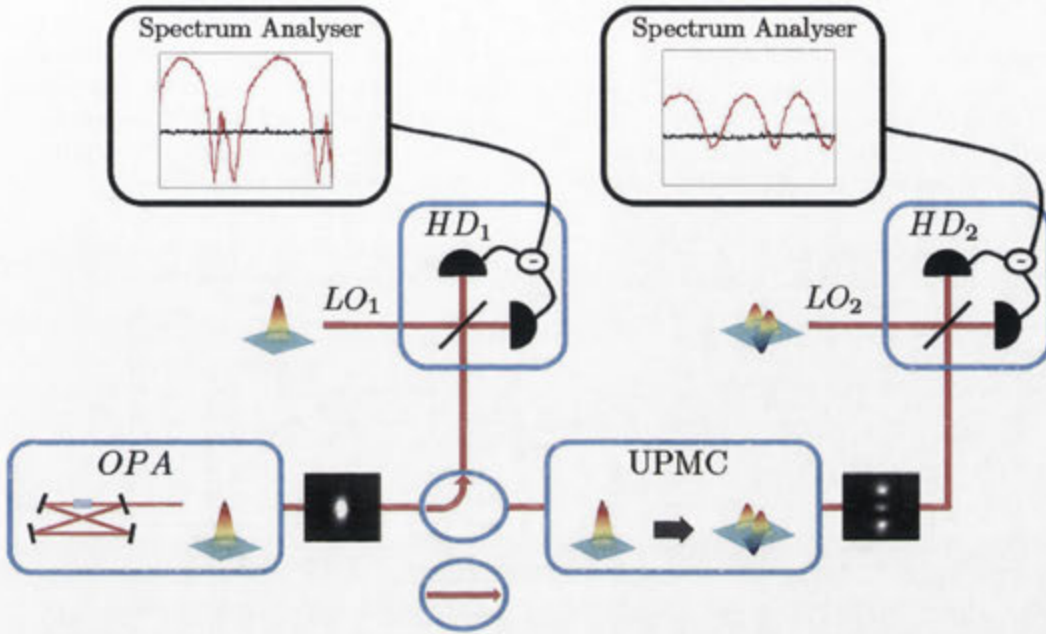 Spectrum Analyser
Spectrum Analyser
HD₁
HD₂
LO₁
LO₂
OPA
UPMC